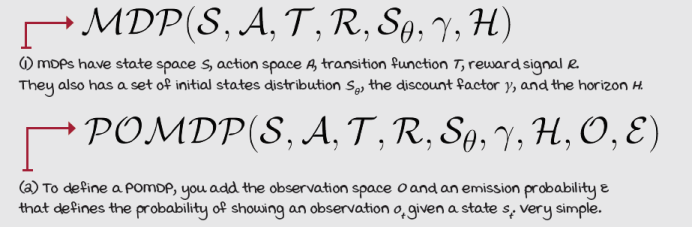 MDP(S, A, T, R, S_θ, γ, H)
(1) MDPs have state space S, action space A, transition function T, reward signal R.
They also has a set of initial states distribution S_θ, the discount factor γ, and the horizon H.
POMDP(S, A, T, R, S_θ, γ, H, O, E)
(2) To define a POMDP, you add the observation space O and an emission probability ε
that defines the probability of showing an observation o_t given a state s_t. Very simple.